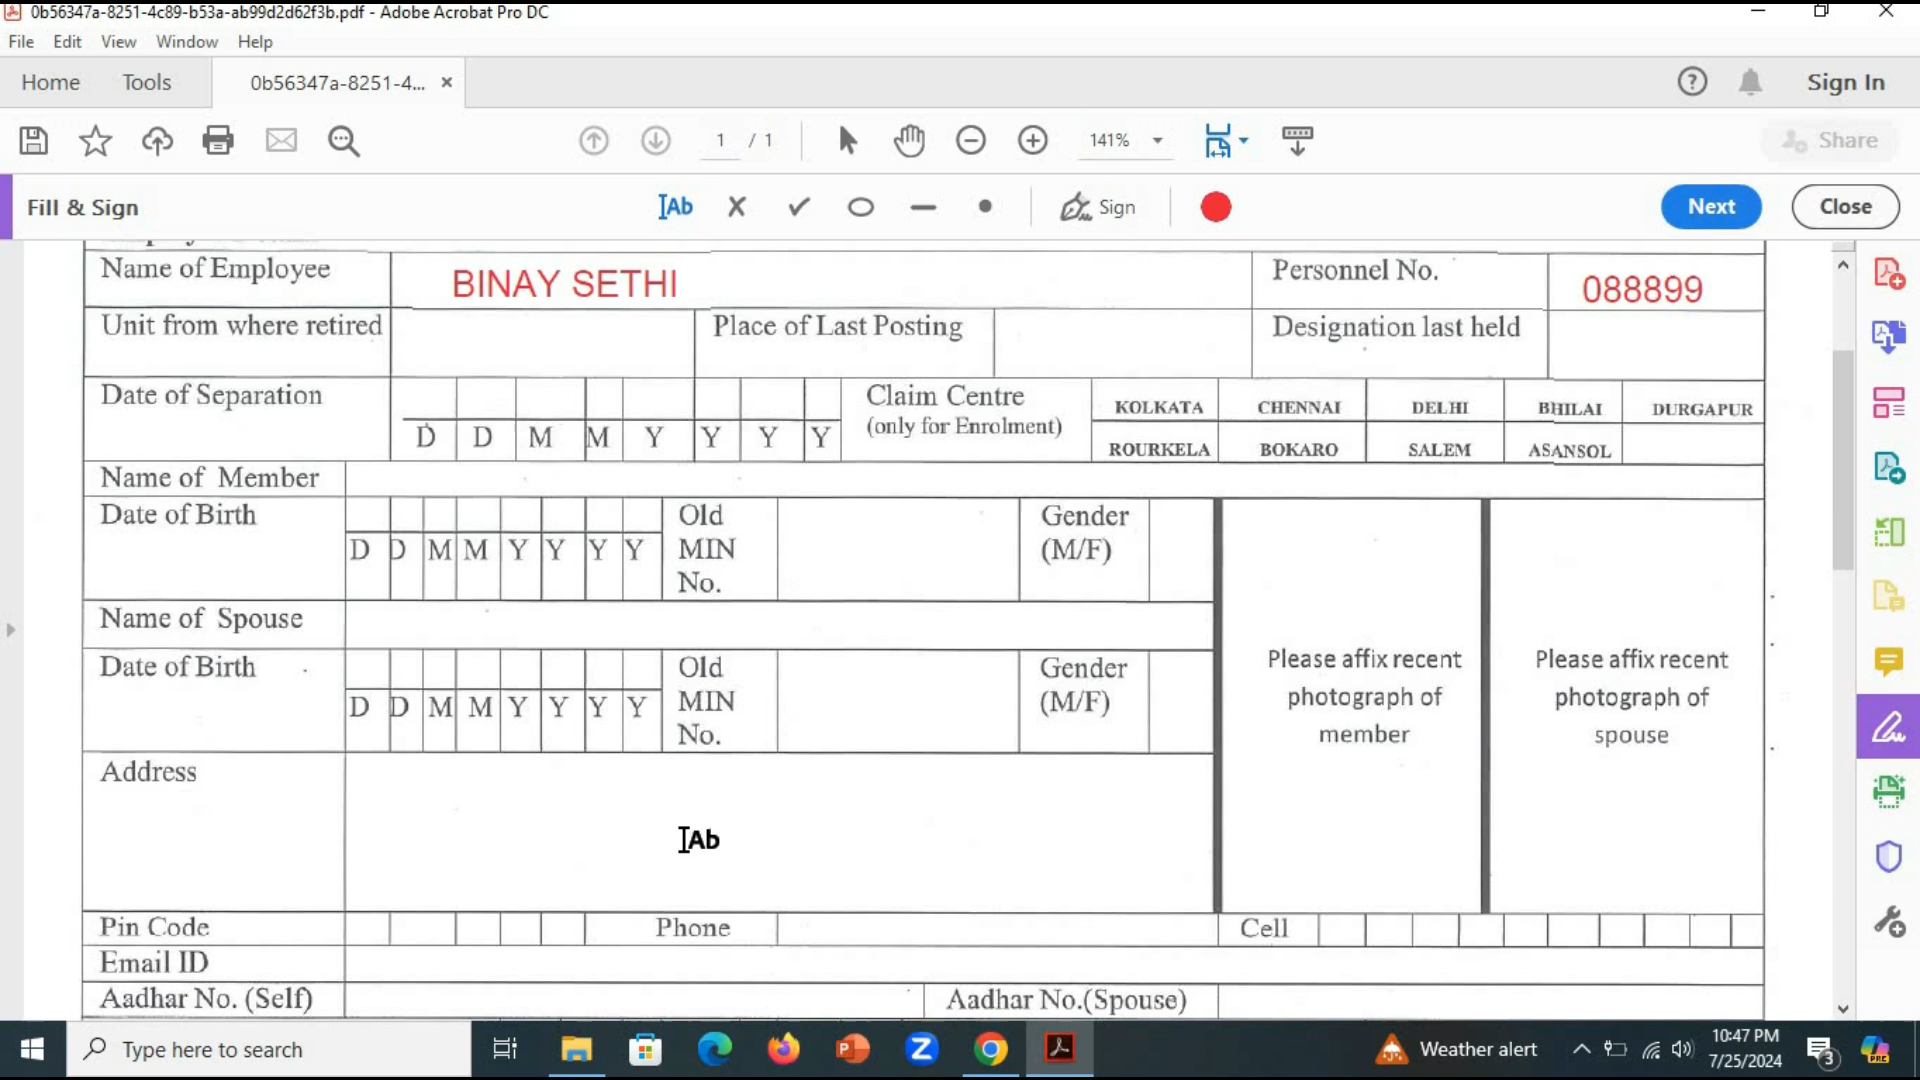 0b56347a-8251-4c89-b53a-ab99d2d62f3b.pdf - Adobe Acrobat Pro DC
File Edit View Window Help
Home Tools 0b56347a-8251-4... × Sign In
1 / 1 141% Share
Fill & Sign Ab Sign Next Close
Name of Employee BINAY SETHI Personnel No. 088899
Unit from where retired Place of Last Posting Designation last held
Date of Separation D D M M Y Y Y Y
Claim Centre
(only for Enrolment)
KOLKATA CHENNAI DELHI BHILAI DURGAPUR
ROURKELA BOKARO SALEM ASANSOL
Name of Member
Date of Birth D D M M Y Y Y Y
Old
MIN
No.
Gender
(M/F)
Name of Spouse
Date of Birth D D M M Y Y Y Y
Old
MIN
No.
Gender
(M/F)
Please affix recent
photograph of
member
Please affix recent
photograph of
spouse
Address
Ab
Pin Code Phone Cell
Email ID
Aadhar No. (Self) Aadhar No.(Spouse)
Type here to search Weather alert 10:47 PM
7/25/2024
3
PRE